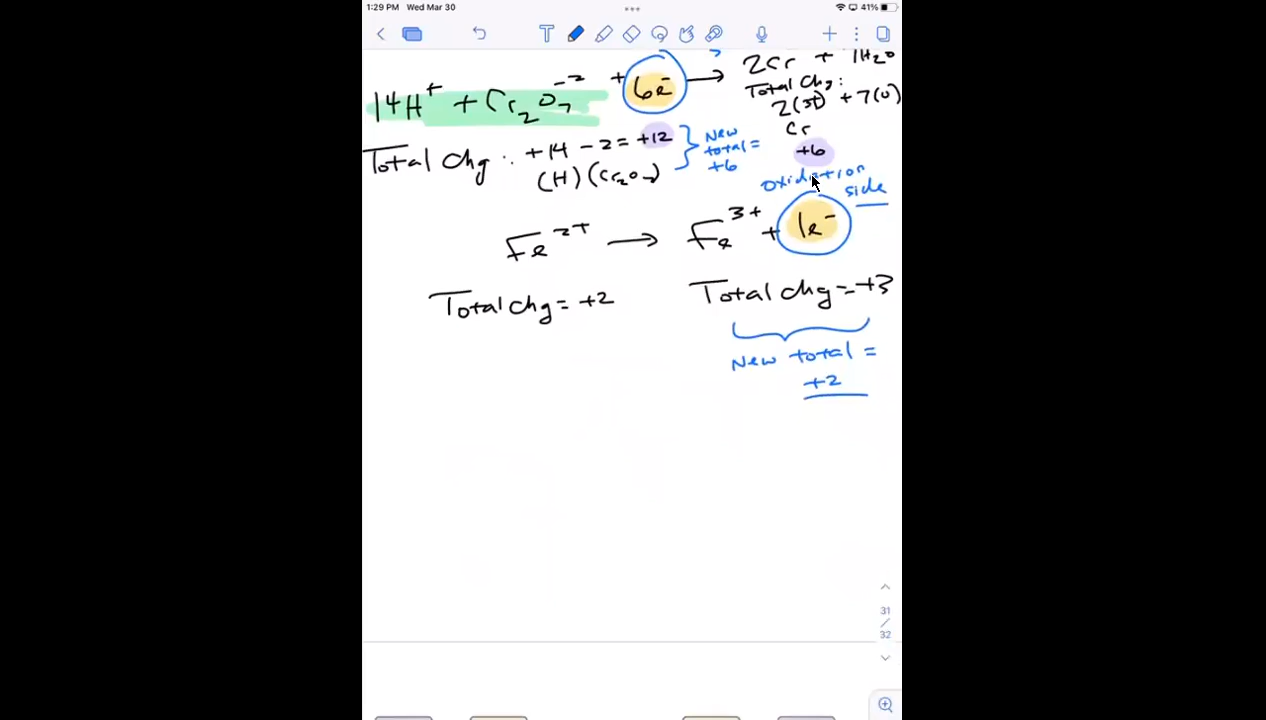 1:29 PM Wed Mar 30
41%
T
14H⁺ + Cr₂O₇⁻² + 6e⁻ → 2Cr + 7H₂O
Total Chg:
2(3+) + 7(0)
Cr
+6
Total Chg : +14 - 2 = +12
(H) (Cr₂O₇)
New
total =
+6
oxidation
side
Fe²⁺ → Fe³⁺ + 1e⁻
Total chg = +2
Total chg = +3
New total =
+2
31
/
32